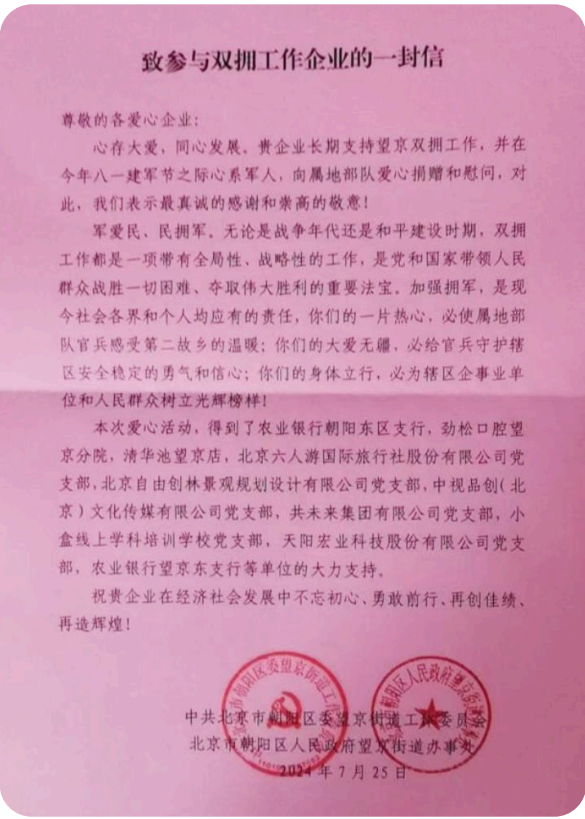 致参与双拥工作企业的一封信
尊敬的各爱心企业：
心存大爱，同心发展。贵企业长期支持望京双拥工作，并在
今年八一建军节之际心系军人，向属地部队爱心捐赠和慰问，对
此，我们表示最真诚的感谢和崇高的敬意！
军爱民、民拥军。无论是战争年代还是和平建设时期，双拥
工作都是一项带有全局性、战略性的工作，是党和国家带领人民
群众战胜一切困难、夺取伟大胜利的重要法宝。加强拥军，是现
今社会各界和个人均应有的责任，你们的一片热心，必使属地部
队官兵感受第二故乡的温暖；你们的大爱无疆，必给官兵守护辖
区安全稳定的勇气和信心；你们的身体立行，必为辖区企事业单
位和人民群众树立光辉榜样！
本次爱心活动，得到了农业银行朝阳东区支行，劲松口腔望
京分院，清华池望京店，北京六人游国际旅行社股份有限公司党
支部，北京自由创林景观规划设计有限公司党支部，中视品创（北
京）文化传媒有限公司党支部，共未来集团有限公司党支部，小
盒线上学科培训学校党支部，天阳宏业科技股份有限公司党支
部，农业银行望京东支行等单位的大力支持。
祝贵企业在经济社会发展中不忘初心、勇敢前行、再创佳绩、
再造辉煌！
中共北京市朝阳区委望京街道工作委员会
北京市朝阳区人民政府望京街道办事处
2024年7月25日